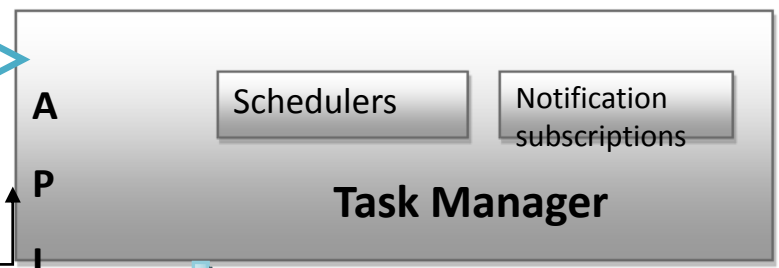 A
Schedulers
Notification
subscriptions
P
Task Manager
I